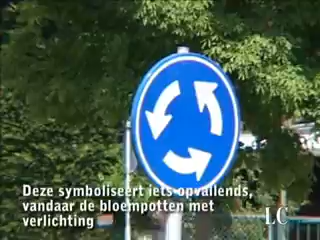 Deze symboliseert iets opvallends,
vandaar de bloempotten met
verlichting
LC